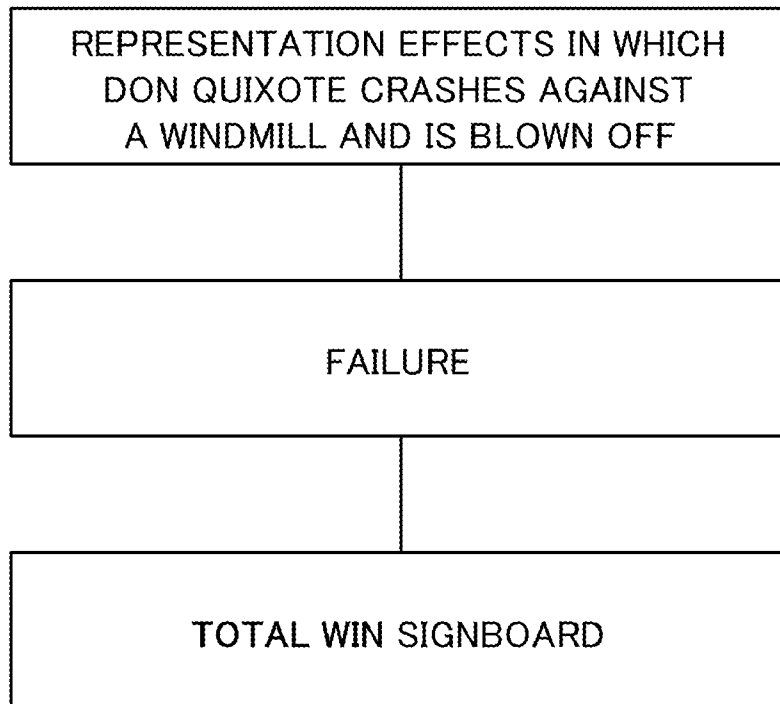 REPRESENTATION EFFECTS IN WHICH
DON QUIXOTE CRASHES AGAINST
A WINDMILL AND IS BLOWN OFF
FAILURE
TOTAL WIN SIGNBOARD